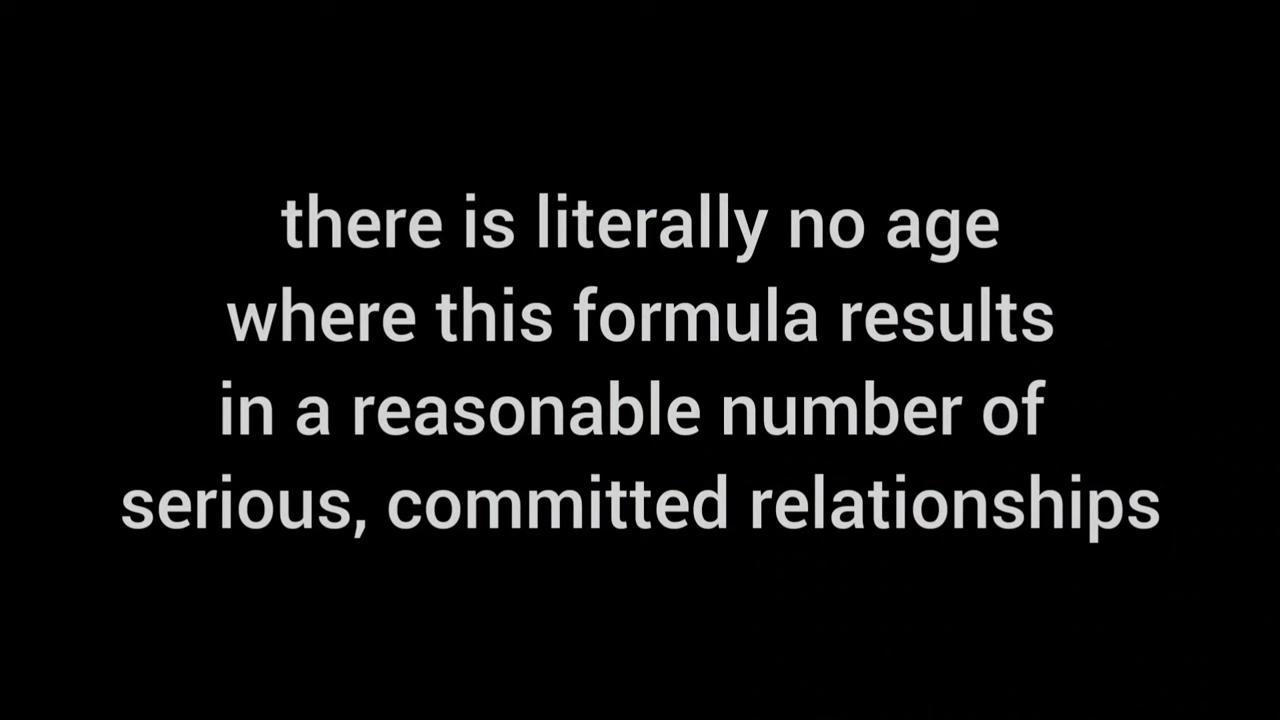 there is literally no age
where this formula results
in a reasonable number of
serious, committed relationships